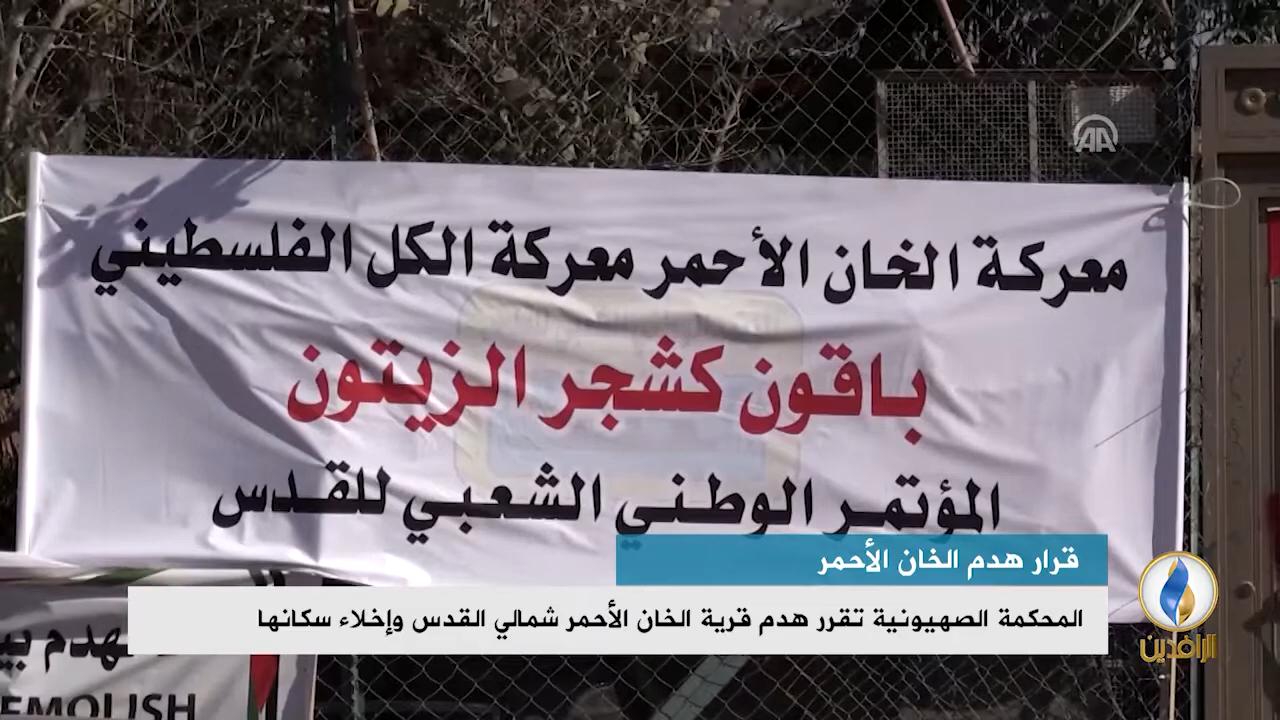 AA
معركة الخان الأحمر معركة الكل الفلسطيني
باقون كشجر الزيتون
المؤتمر الوطني الشعبي للقدس
قرار هدم الخان الأحمر
المحكمة الصهيونية تقرر هدم قرية الخان الأحمر شمالي القدس وإخلاء سكانها
الرافدين